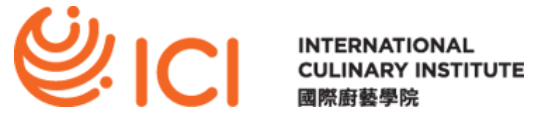 ICI
INTERNATIONAL
CULINARY INSTITUTE
國際廚藝學院